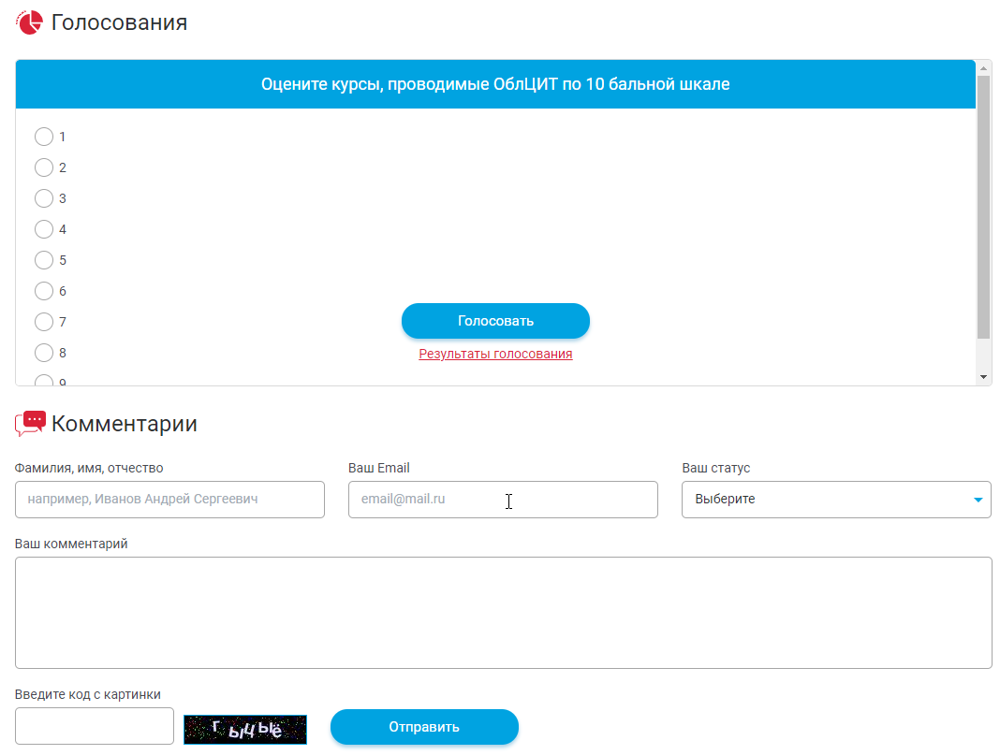 Голосования
Оцените курсы, проводимые ОблЦИТ по 10 бальной шкале
1
2
3
4
5
6
7
8
9
Голосовать
Результаты голосования
Комментарии
Фамилия, имя, отчество
Ваш Email
Ваш статус
например, Иванов Андрей Сергеевич
email@mail.ru
Выберите
Ваш комментарий
Введите код с картинки
гыцыё
Отправить